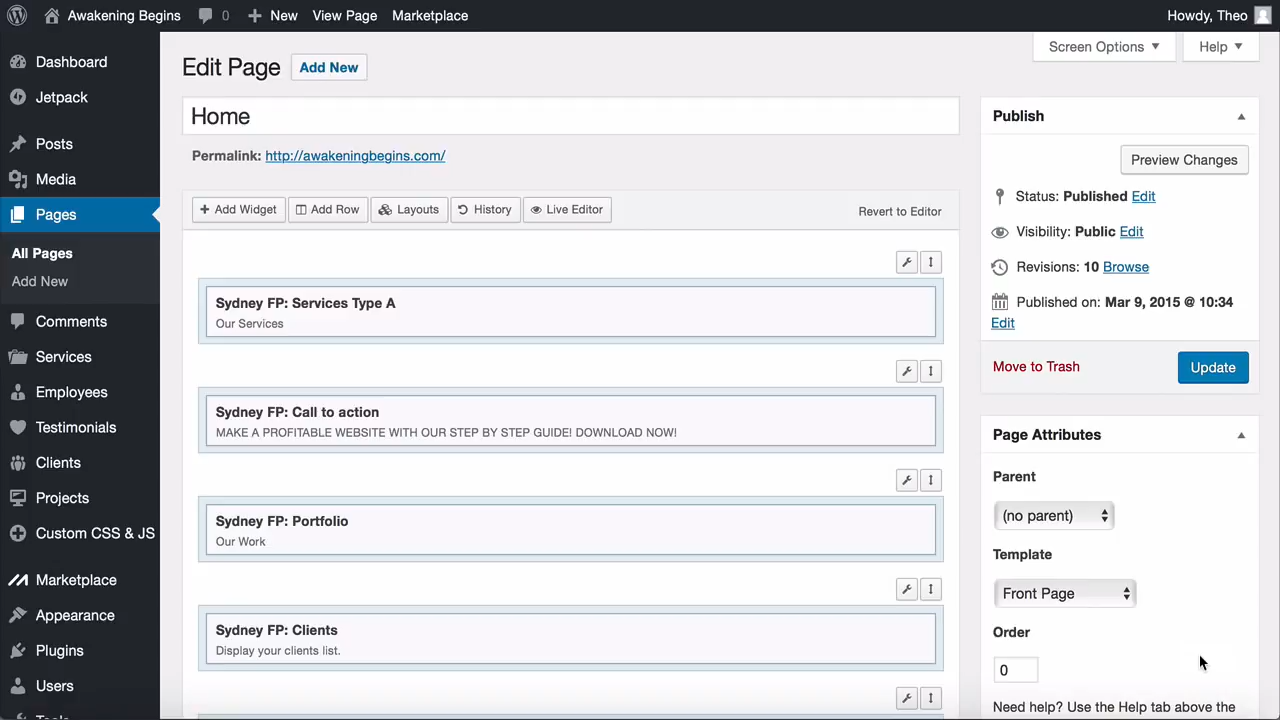 Awakening Begins 0 New View Page Marketplace Howdy, Theo
Screen Options Help
Dashboard
Jetpack
Posts
Media
Pages
All Pages
Add New
Comments
Services
Employees
Testimonials
Clients
Projects
Custom CSS & JS
Marketplace
Appearance
Plugins
Users
Edit Page Add New
Home
Permalink: http://awakeningbegins.com/
Add Widget Add Row Layouts History Live Editor Revert to Editor
Sydney FP: Services Type A
Our Services
Sydney FP: Call to action
MAKE A PROFITABLE WEBSITE WITH OUR STEP BY STEP GUIDE! DOWNLOAD NOW!
Sydney FP: Portfolio
Our Work
Sydney FP: Clients
Display your clients list.
Publish
Preview Changes
Status: Published Edit
Visibility: Public Edit
Revisions: 10 Browse
Published on: Mar 9, 2015 @ 10:34
Edit
Move to Trash Update
Page Attributes
Parent
(no parent)
Template
Front Page
Order
0
Need help? Use the Help tab above the